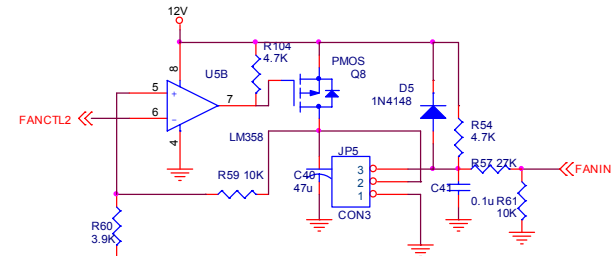 12V
R104
4.7K
PMOS
Q8
8
U5B
5
+
7
6
-
4
FANCTL2
LM358
D5
1N4148
R54
4.7K
R59 10K
JP5
C40
47u
3
2
1
CON3
R57 27K
FANIN
C41
0.1u
R61
10K
R60
3.9K